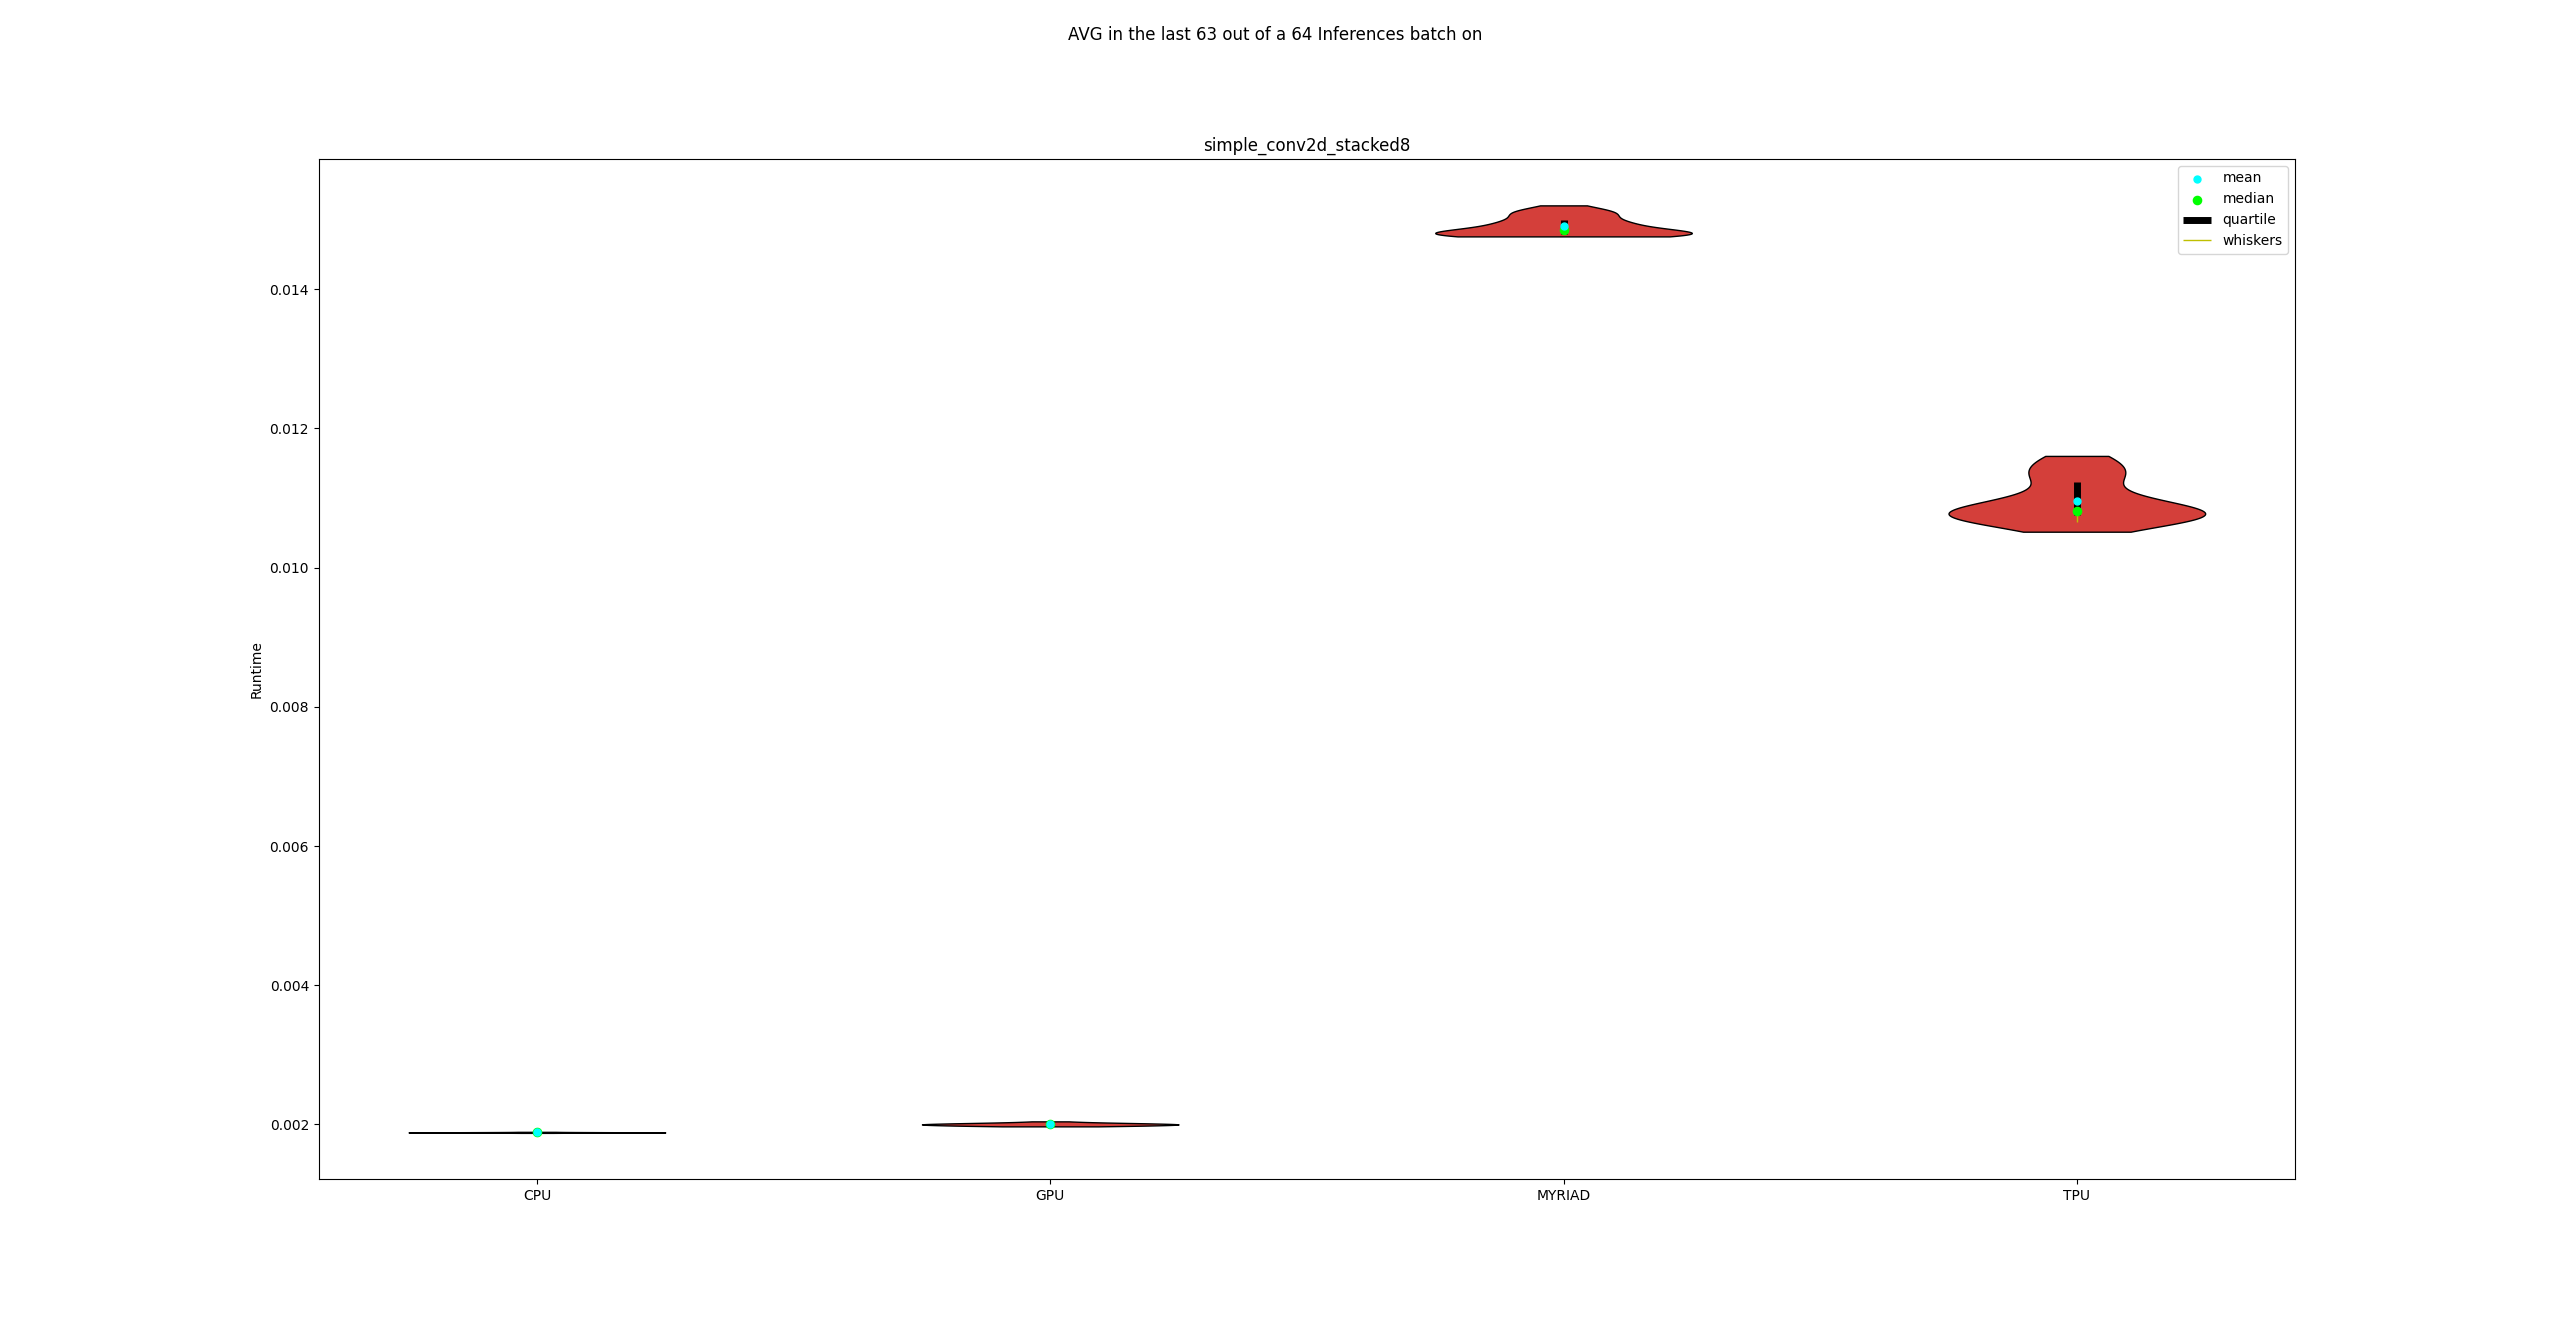 AVG in the last 63 out of a 64 Inferences batch on
simple_conv2d_stacked8
mean
median
quartile
whiskers
0.014
0.012
0.010
0.008
0.006
0.004
0.002
Runtime
CPU
GPU
MYRIAD
TPU